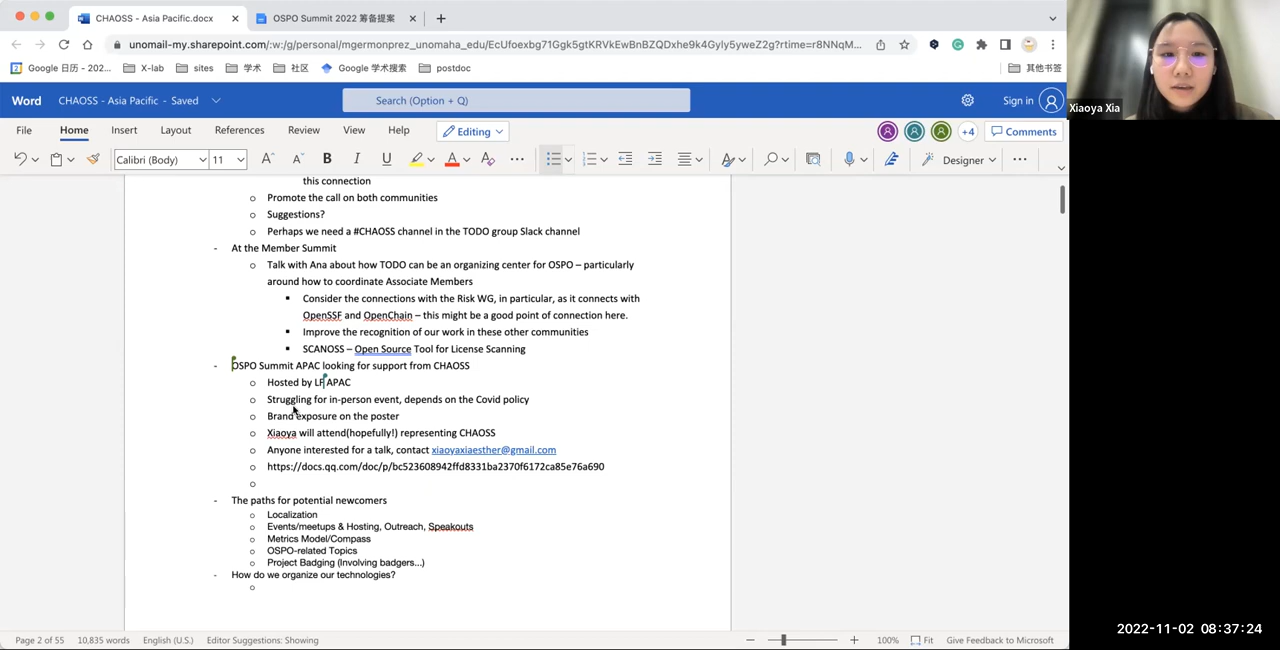 CHAOSS - Asia Pacific.docx
OSPO Summit 2022 筹备提案
unomail-my.sharepoint.com/:w:/g/personal/mgermonprez_unomaha_edu/EcUfoexbg71Ggk5gtKRVkEwBnBZQDxhe9k4Gyly5yweZ2g?rtime=r8NNqM...
Google 日历 - 202...
X-lab
sites
学术
社区
Google 学术搜索
postdoc
其他书签
Word
CHAOSS - Asia Pacific - Saved
Search (Option + Q)
Sign in
Xiaoya Xia
File
Home
Insert
Layout
References
Review
View
Help
Editing
+4
Comments
Calibri (Body)
11
Designer
this connection
Promote the call on both communities
Suggestions?
Perhaps we need a #CHAOSS channel in the TODO group Slack channel
At the Member Summit
Talk with Ana about how TODO can be an organizing center for OSPO – particularly
around how to coordinate Associate Members
Consider the connections with the Risk WG, in particular, as it connects with
OpenSSF and OpenChain – this might be a good point of connection here.
Improve the recognition of our work in these other communities
SCANOSS – Open Source Tool for License Scanning
OSPO Summit APAC looking for support from CHAOSS
Hosted by LF APAC
Struggling for in-person event, depends on the Covid policy
Brand exposure on the poster
Xiaoya will attend(hopefully!) representing CHAOSS
Anyone interested for a talk, contact xiaoyaxiaesther@gmail.com
https://docs.qq.com/doc/p/bc523608942ffd8331ba2370f6172ca85e76a690
The paths for potential newcomers
Localization
Events/meetups & Hosting, Outreach, Speakouts
Metrics Model/Compass
OSPO-related Topics
Project Badging (Involving badgers...)
How do we organize our technologies?
Page 2 of 55
10,835 words
English (U.S.)
Editor Suggestions: Showing
100%
Fit
Give Feedback to Microsoft
2022-11-02 08:37:24